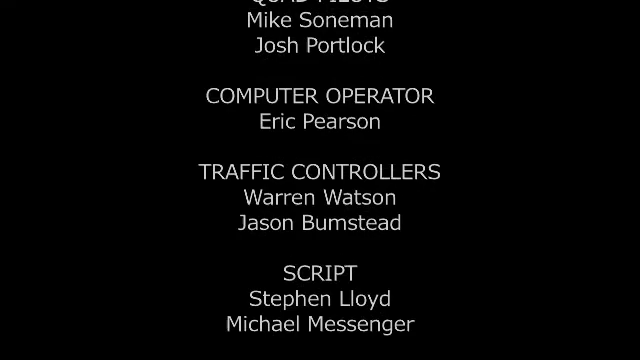 Mike Soneman
Josh Portlock
COMPUTER OPERATOR
Eric Pearson
TRAFFIC CONTROLLERS
Warren Watson
Jason Bumstead
SCRIPT
Stephen Lloyd
Michael Messenger